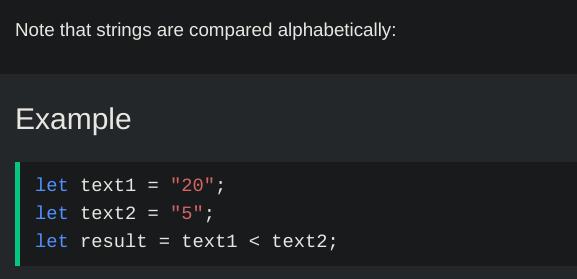 Note that strings are compared alphabetically:
Example
let text1 = "20";
let text2 = "5";
let result = text1 < text2;